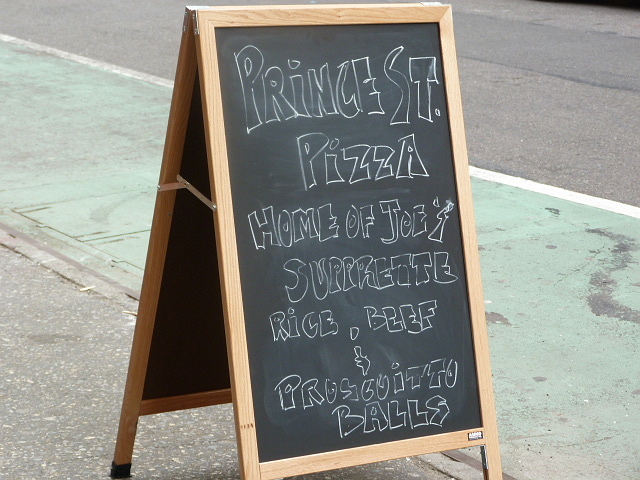 PRINCE ST.
PiZZA
HOME OF JOE'S
SUPPRETTE
RiCE, BEEF
&
PROSCUiTTO
BALLS